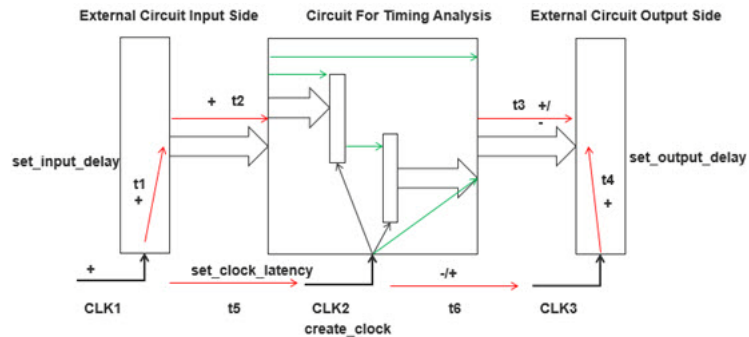 External Circuit Input Side
Circuit For Timing Analysis
External Circuit Output Side
+ t2
t3 +/
-
set_input_delay
t1
+
set_output_delay
t4
+
+
set_clock_latency
-/+
CLK1
t5
CLK2
t6
CLK3
create_clock